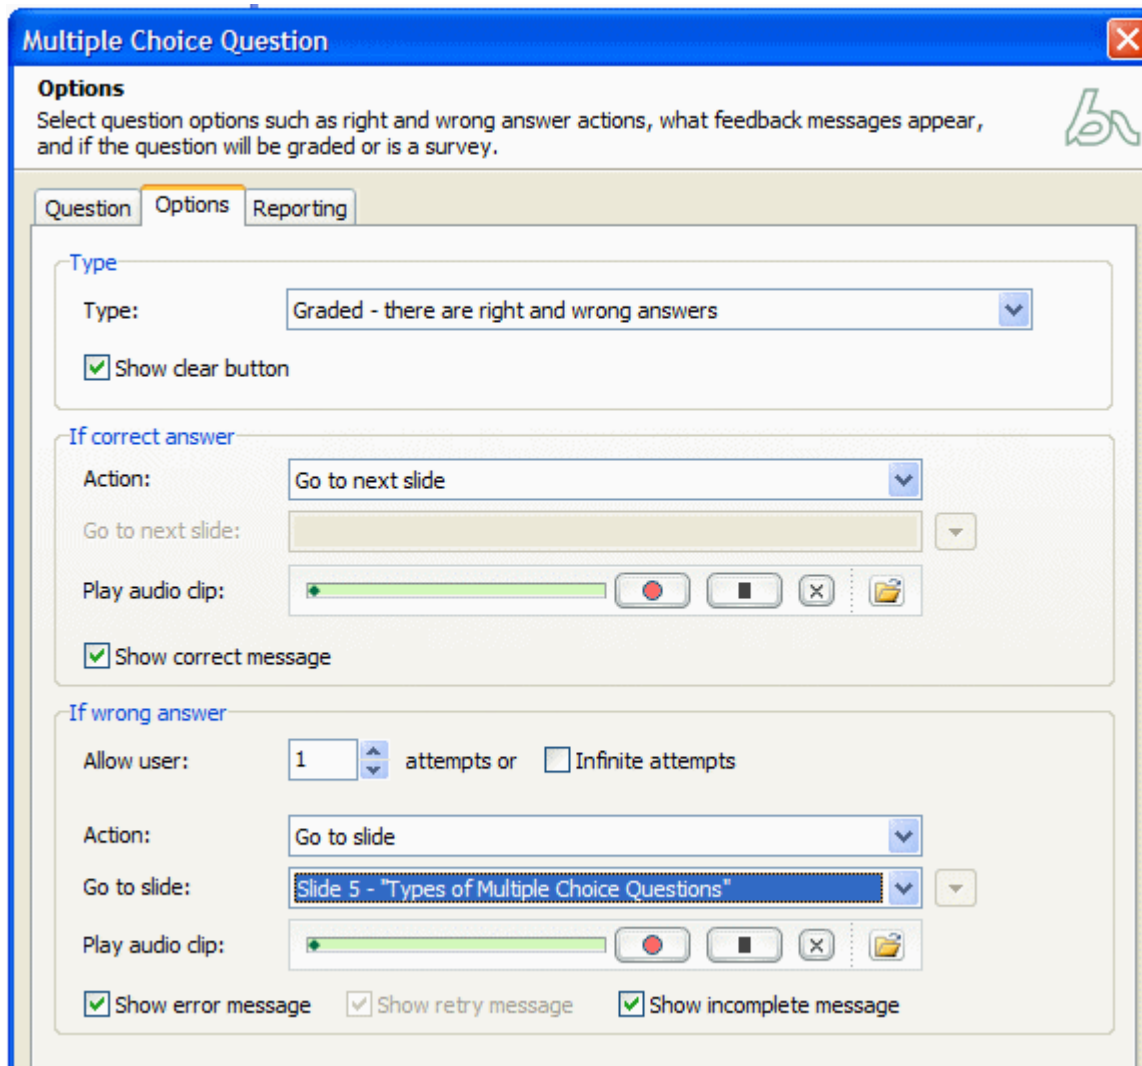 Multiple Choice Question
Options
Select question options such as right and wrong answer actions, what feedback messages appear,
and if the question will be graded or is a survey.
Question Options Reporting
Type
Type: Graded - there are right and wrong answers
Show clear button
If correct answer
Action: Go to next slide
Go to next slide:
Play audio clip:
Show correct message
If wrong answer
Allow user: 1 attempts or Infinite attempts
Action: Go to slide
Go to slide: Slide 5 - "Types of Multiple Choice Questions"
Play audio clip:
Show error message Show retry message Show incomplete message